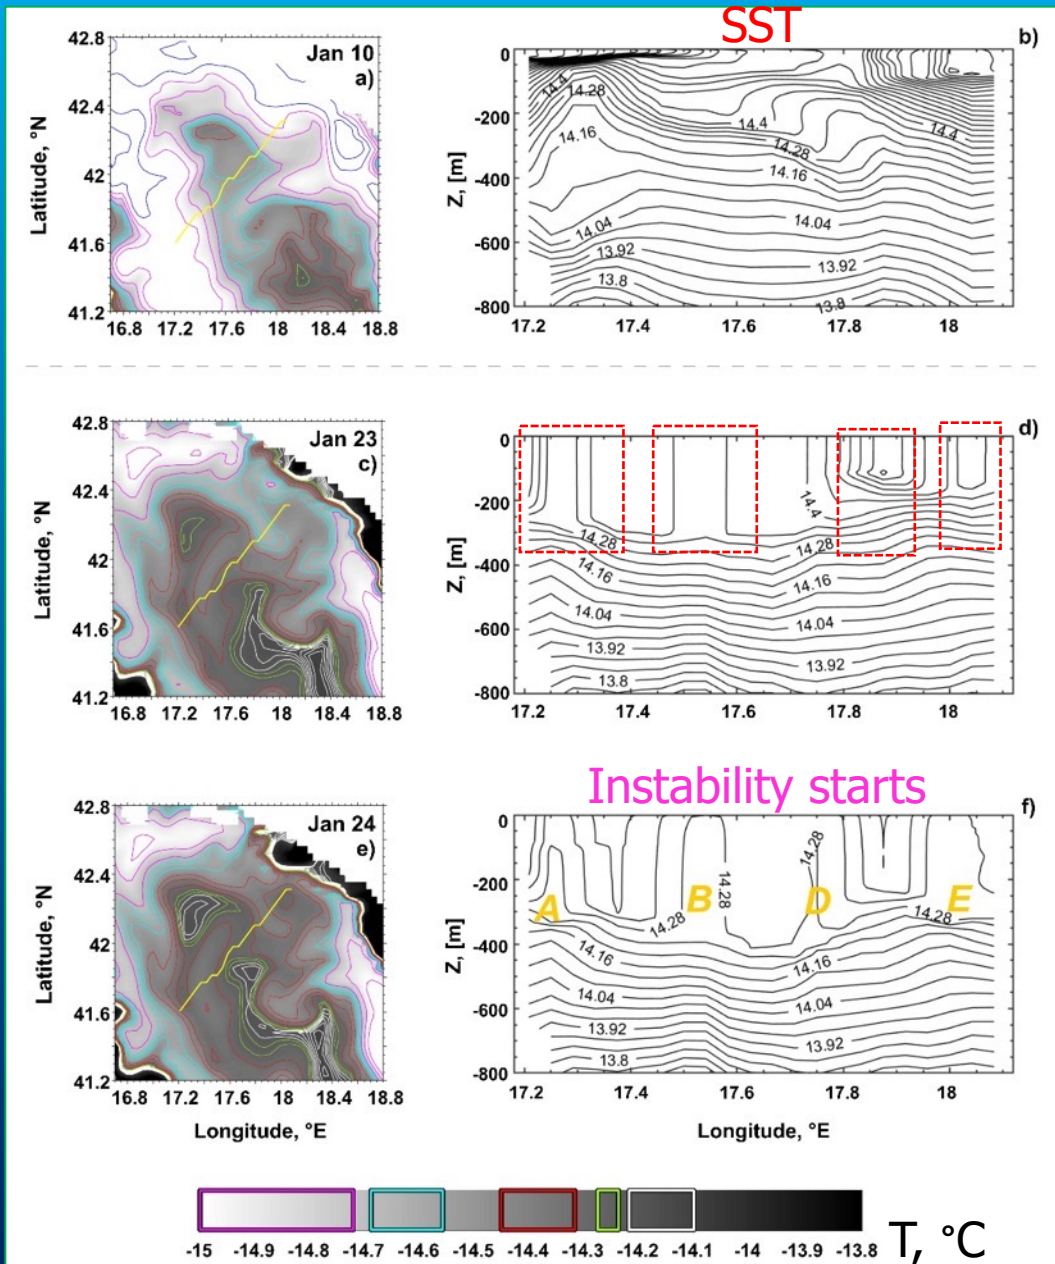 SST
42.8
42.4
42
41.6
41.2
Latitude, °N
Jan 10
a)
16.8 17.2 17.6 18 18.4 18.8
b)
0
-200
-400
-600
-800
Z, [m]
14.4
14.28
14.16
14.4
14.28
14.16
14.4
14.04
14.04
13.92
13.92
13.8
13.8
17.2 17.4 17.6 17.8 18
42.8
42.4
42
41.6
41.2
Latitude, °N
Jan 23
c)
16.8 17.2 17.6 18 18.4 18.8
d)
0
-200
-400
-600
-800
Z, [m]
14.4
14.28
14.28
14.16
14.16
14.04
14.04
13.92
13.92
13.8
13.8
17.2 17.4 17.6 17.8 18
Instability starts
42.8
42.4
42
41.6
41.2
Latitude, °N
Jan 24
e)
16.8 17.2 17.6 18 18.4 18.8
Longitude, °E
f)
0
-200
-400
-600
-800
Z, [m]
14.28
A B D E
14.28
14.28
14.28
14.16
14.16
14.04
14.04
13.92
13.92
13.8
17.2 17.4 17.6 17.8 18
Longitude, °E
-15 -14.9 -14.8 -14.7 -14.6 -14.5 -14.4 -14.3 -14.2 -14.1 -14 -13.9 -13.8
T, °C